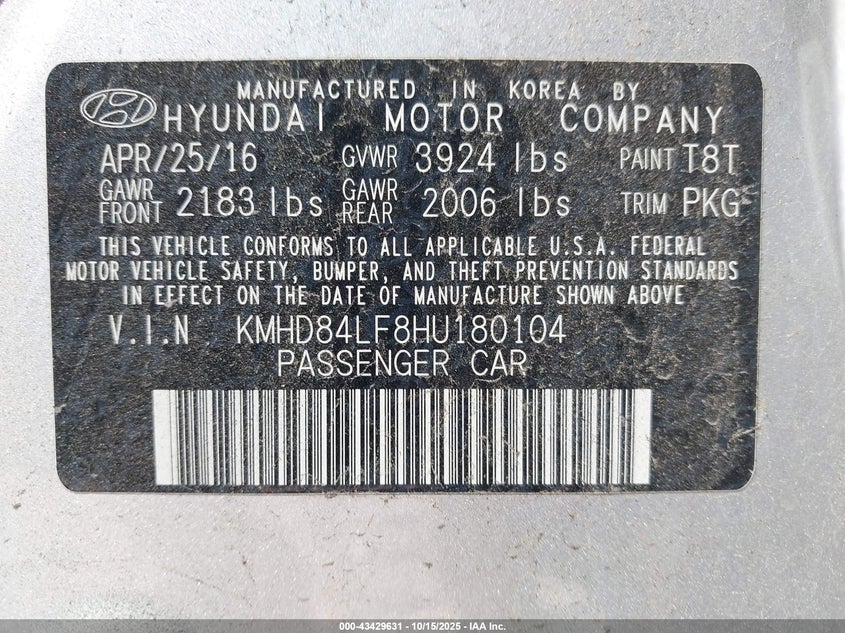 MANUFACTURED IN KOREA BY
HYUNDAI MOTOR COMPANY
APR/25/16 GVWR 3924 lbs PAINT T8T
GAWR FRONT 2183 lbs GAWR REAR 2006 lbs TRIM PKG
THIS VEHICLE CONFORMS TO ALL APPLICABLE U.S.A. FEDERAL
MOTOR VEHICLE SAFETY, BUMPER, AND THEFT PREVENTION STANDARDS
IN EFFECT ON THE DATE OF MANUFACTURE SHOWN ABOVE
V.I.N KMHD84LF8HU180104
PASSENGER CAR
000-43429631 - 10/15/2025 - IAA Inc.